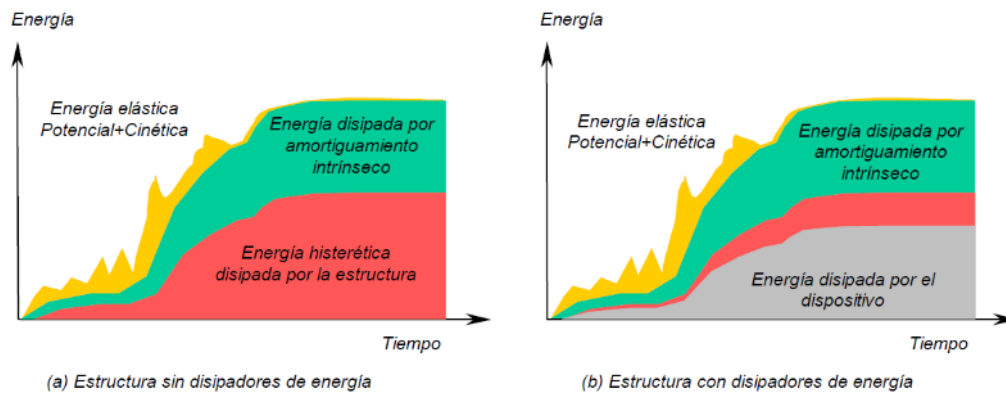 Energía
Energía elástica
Potencial+Cinética
Energía disipada por
amortiguamiento
intrínseco
Energía histerética
disipada por la estructura
Tiempo
(a) Estructura sin disipadores de energía
Energía
Energía elástica
Potencial+Cinética
Energía disipada por
amortiguamiento
intrínseco
Energía disipada por el
dispositivo
Tiempo
(b) Estructura con disipadores de energía